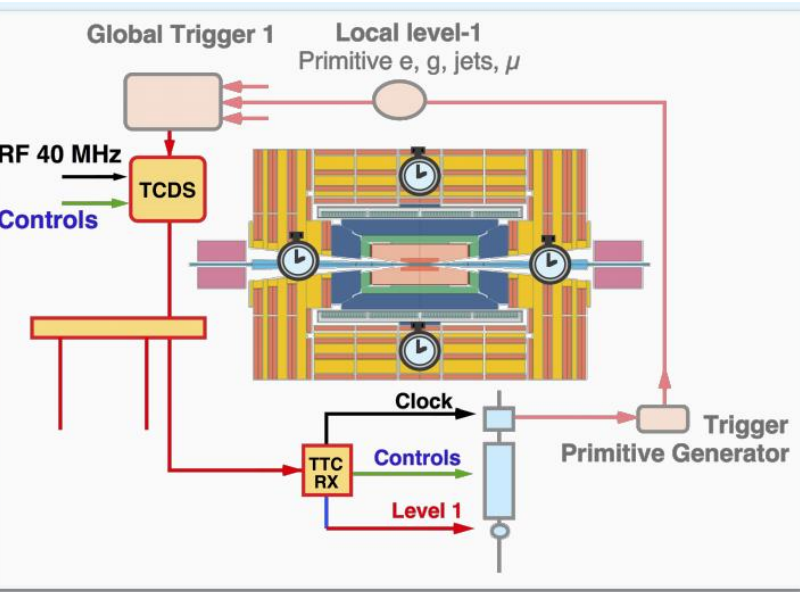 Global Trigger 1
Local level-1
Primitive e, g, jets, μ
RF 40 MHz
TCDS
Controls
Clock
TTC
RX
Controls
Level 1
Trigger
Primitive Generator